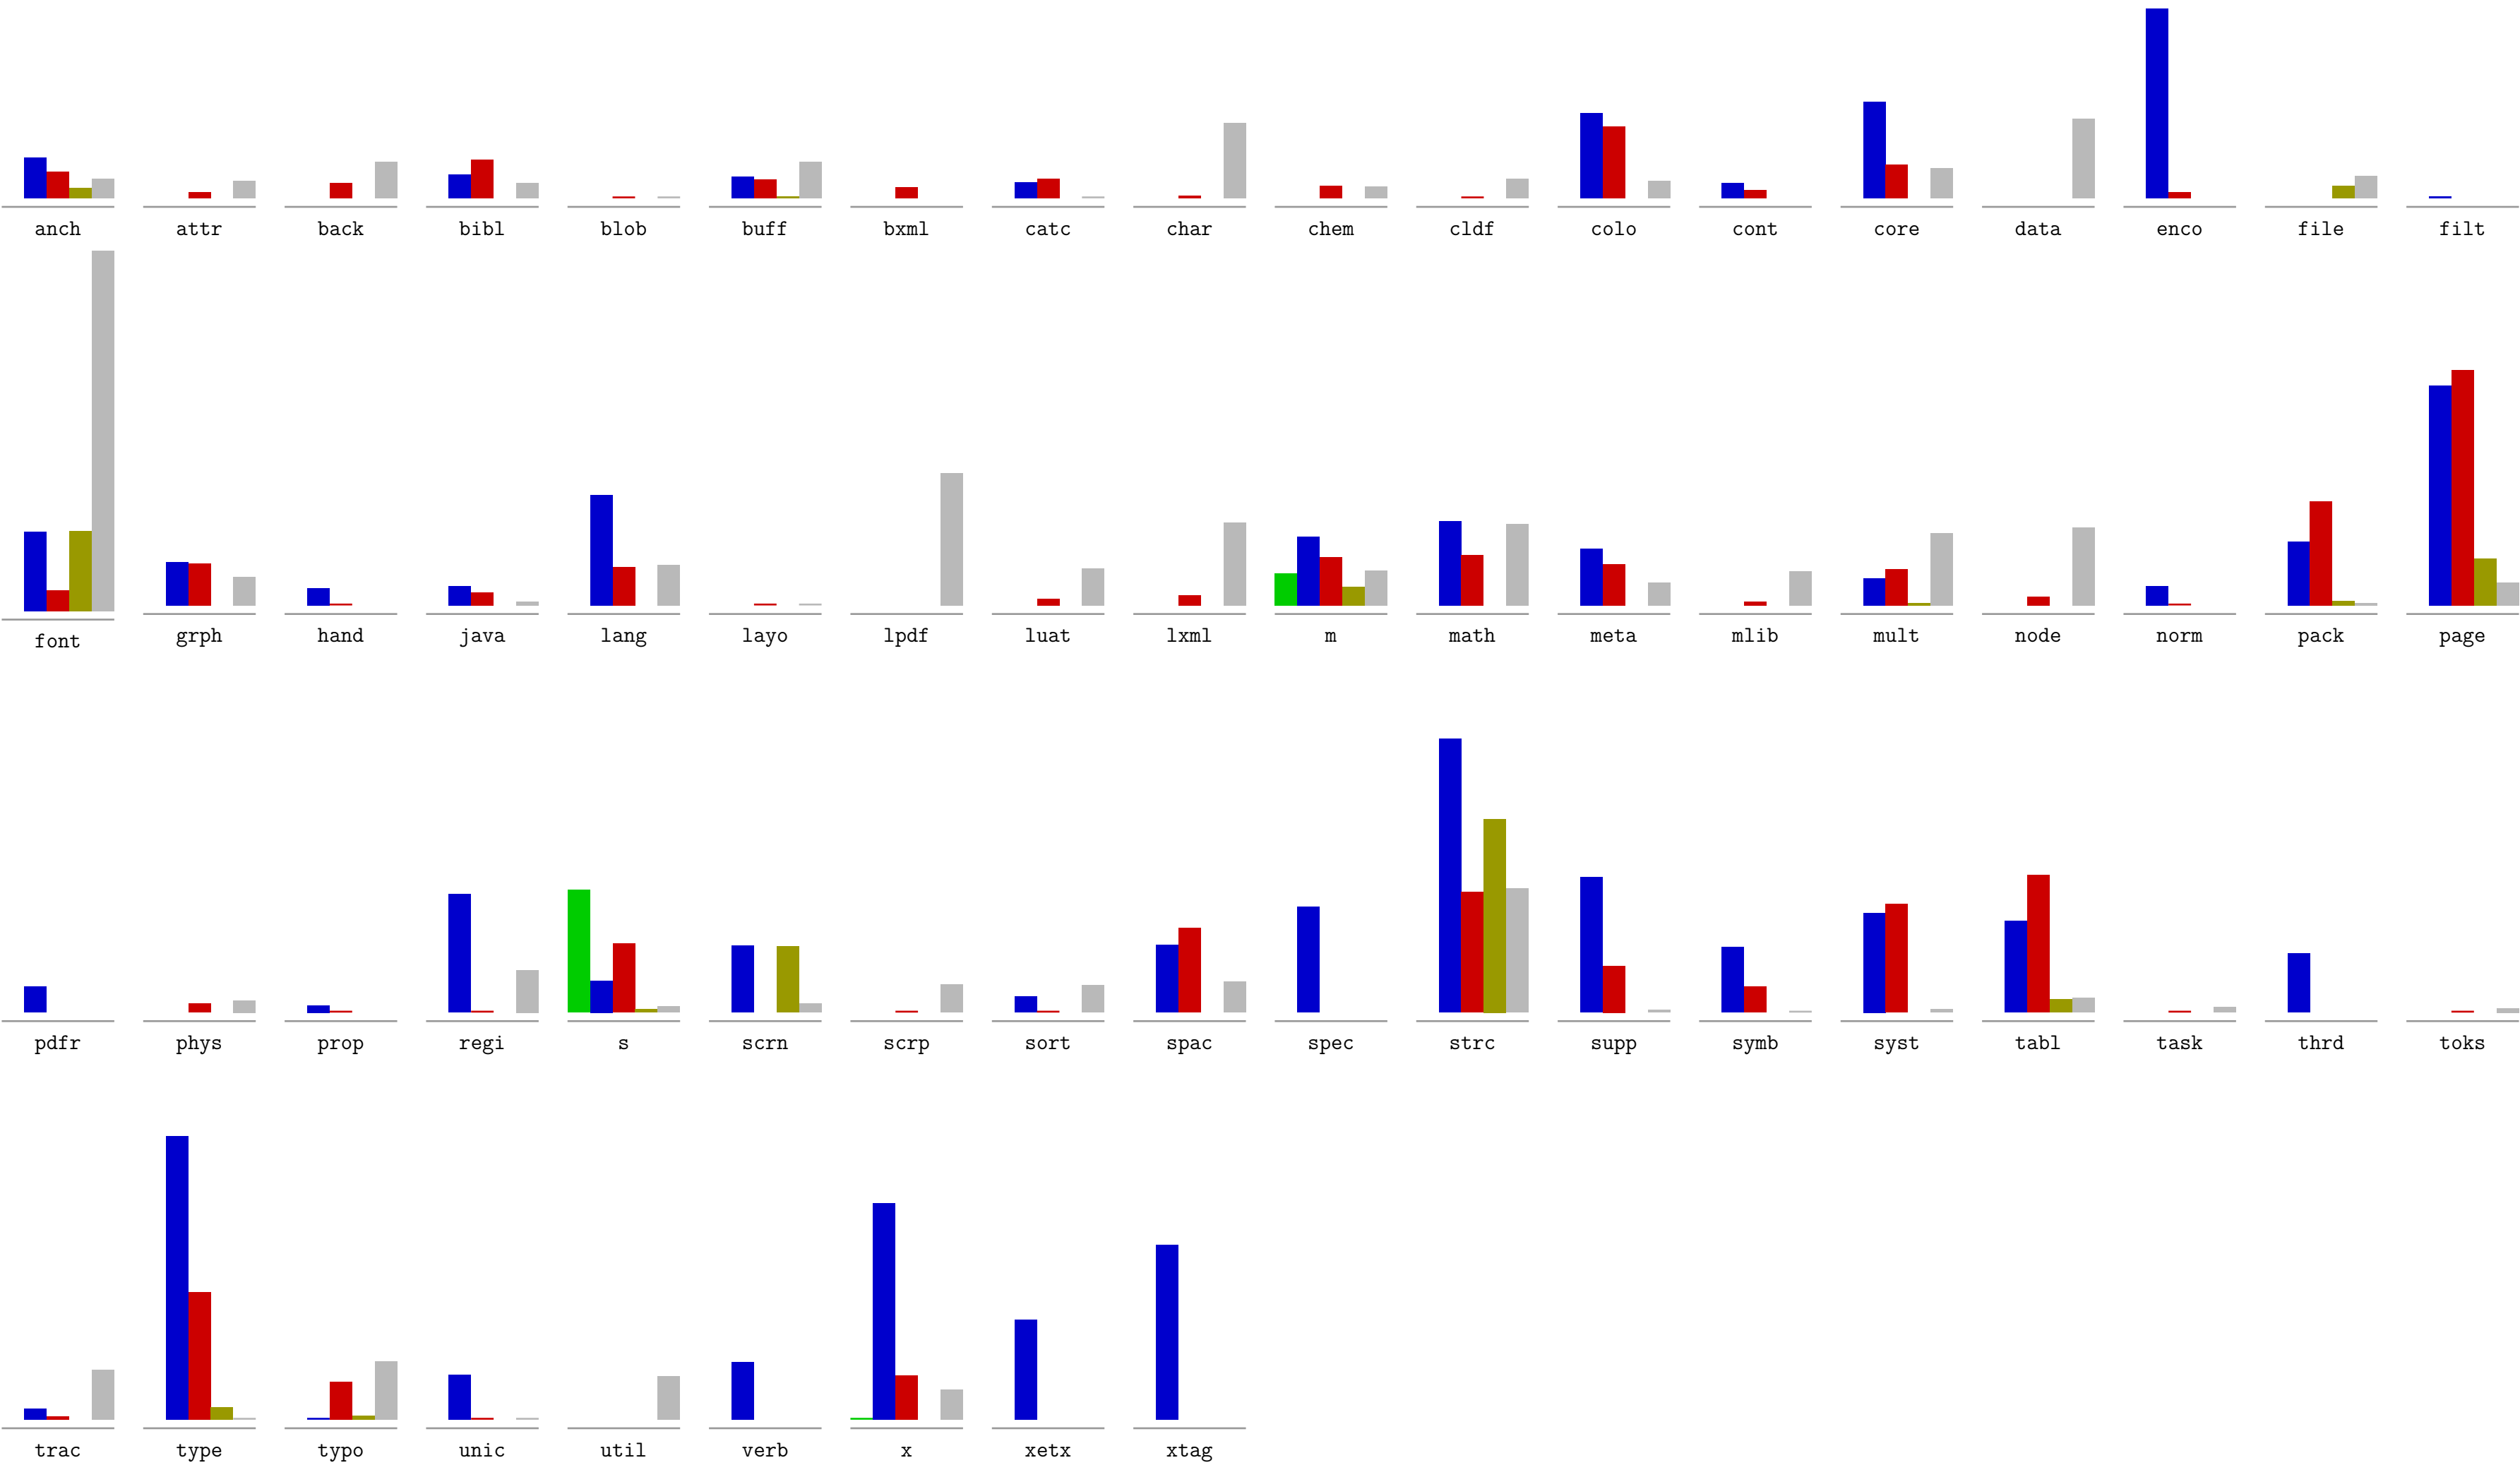 anch attr back bibl blob buff bxml catc char chem cldf colo cont core data enco file filt
font grph hand java lang layo lpdf luat lxml m math meta mlib mult node norm pack page
pdfr phys prop regi s scrn scrp sort spac spec strc supp symb syst tabl task thrd toks
trac type typo unic util verb x xetx xtag